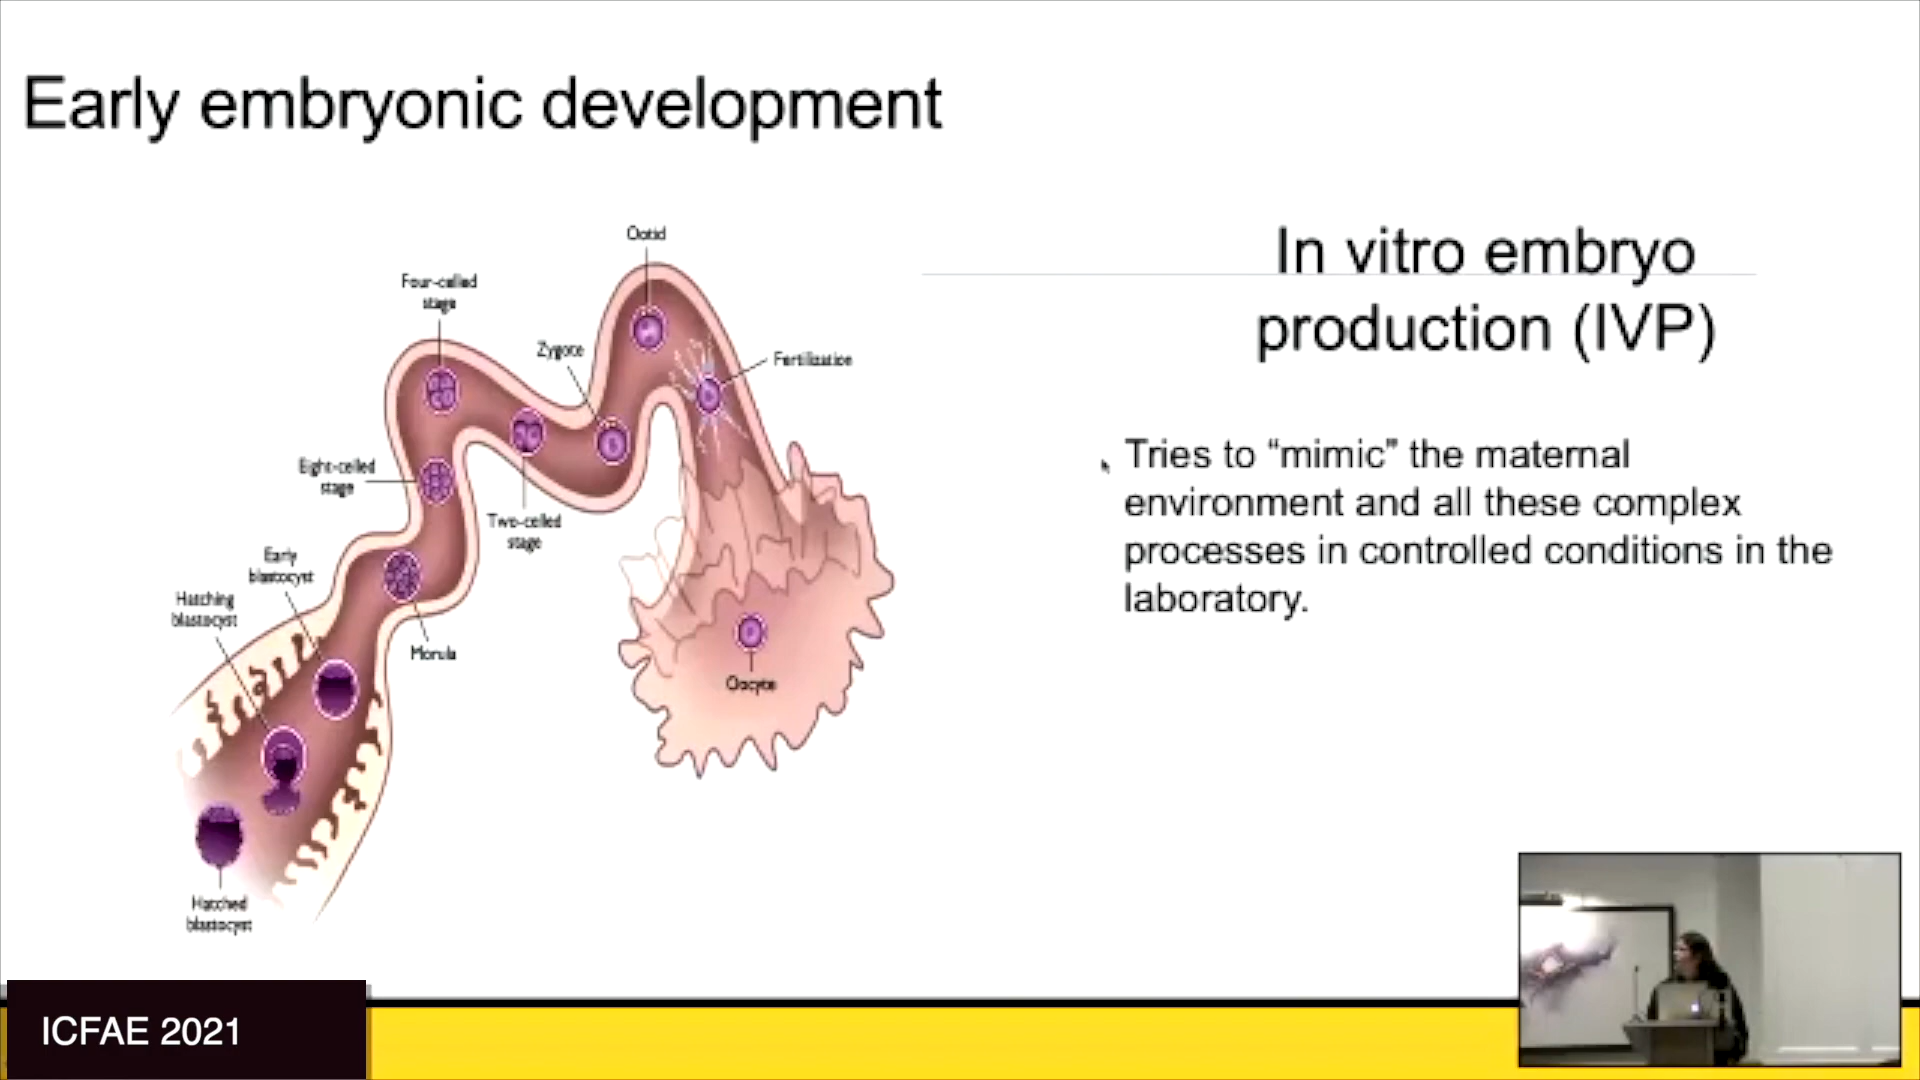 Early embryonic development
Ootid
Four-celled
stage
Zygote
Fertilization
Eight-celled
stage
Two-celled
stage
Early
blastocyst
Hatching
blastocyst
Morula
Oocyte
Hatched
blastocyst
In vitro embryo
production (IVP)
Tries to “mimic” the maternal
environment and all these complex
processes in controlled conditions in the
laboratory.
ICFAE 2021